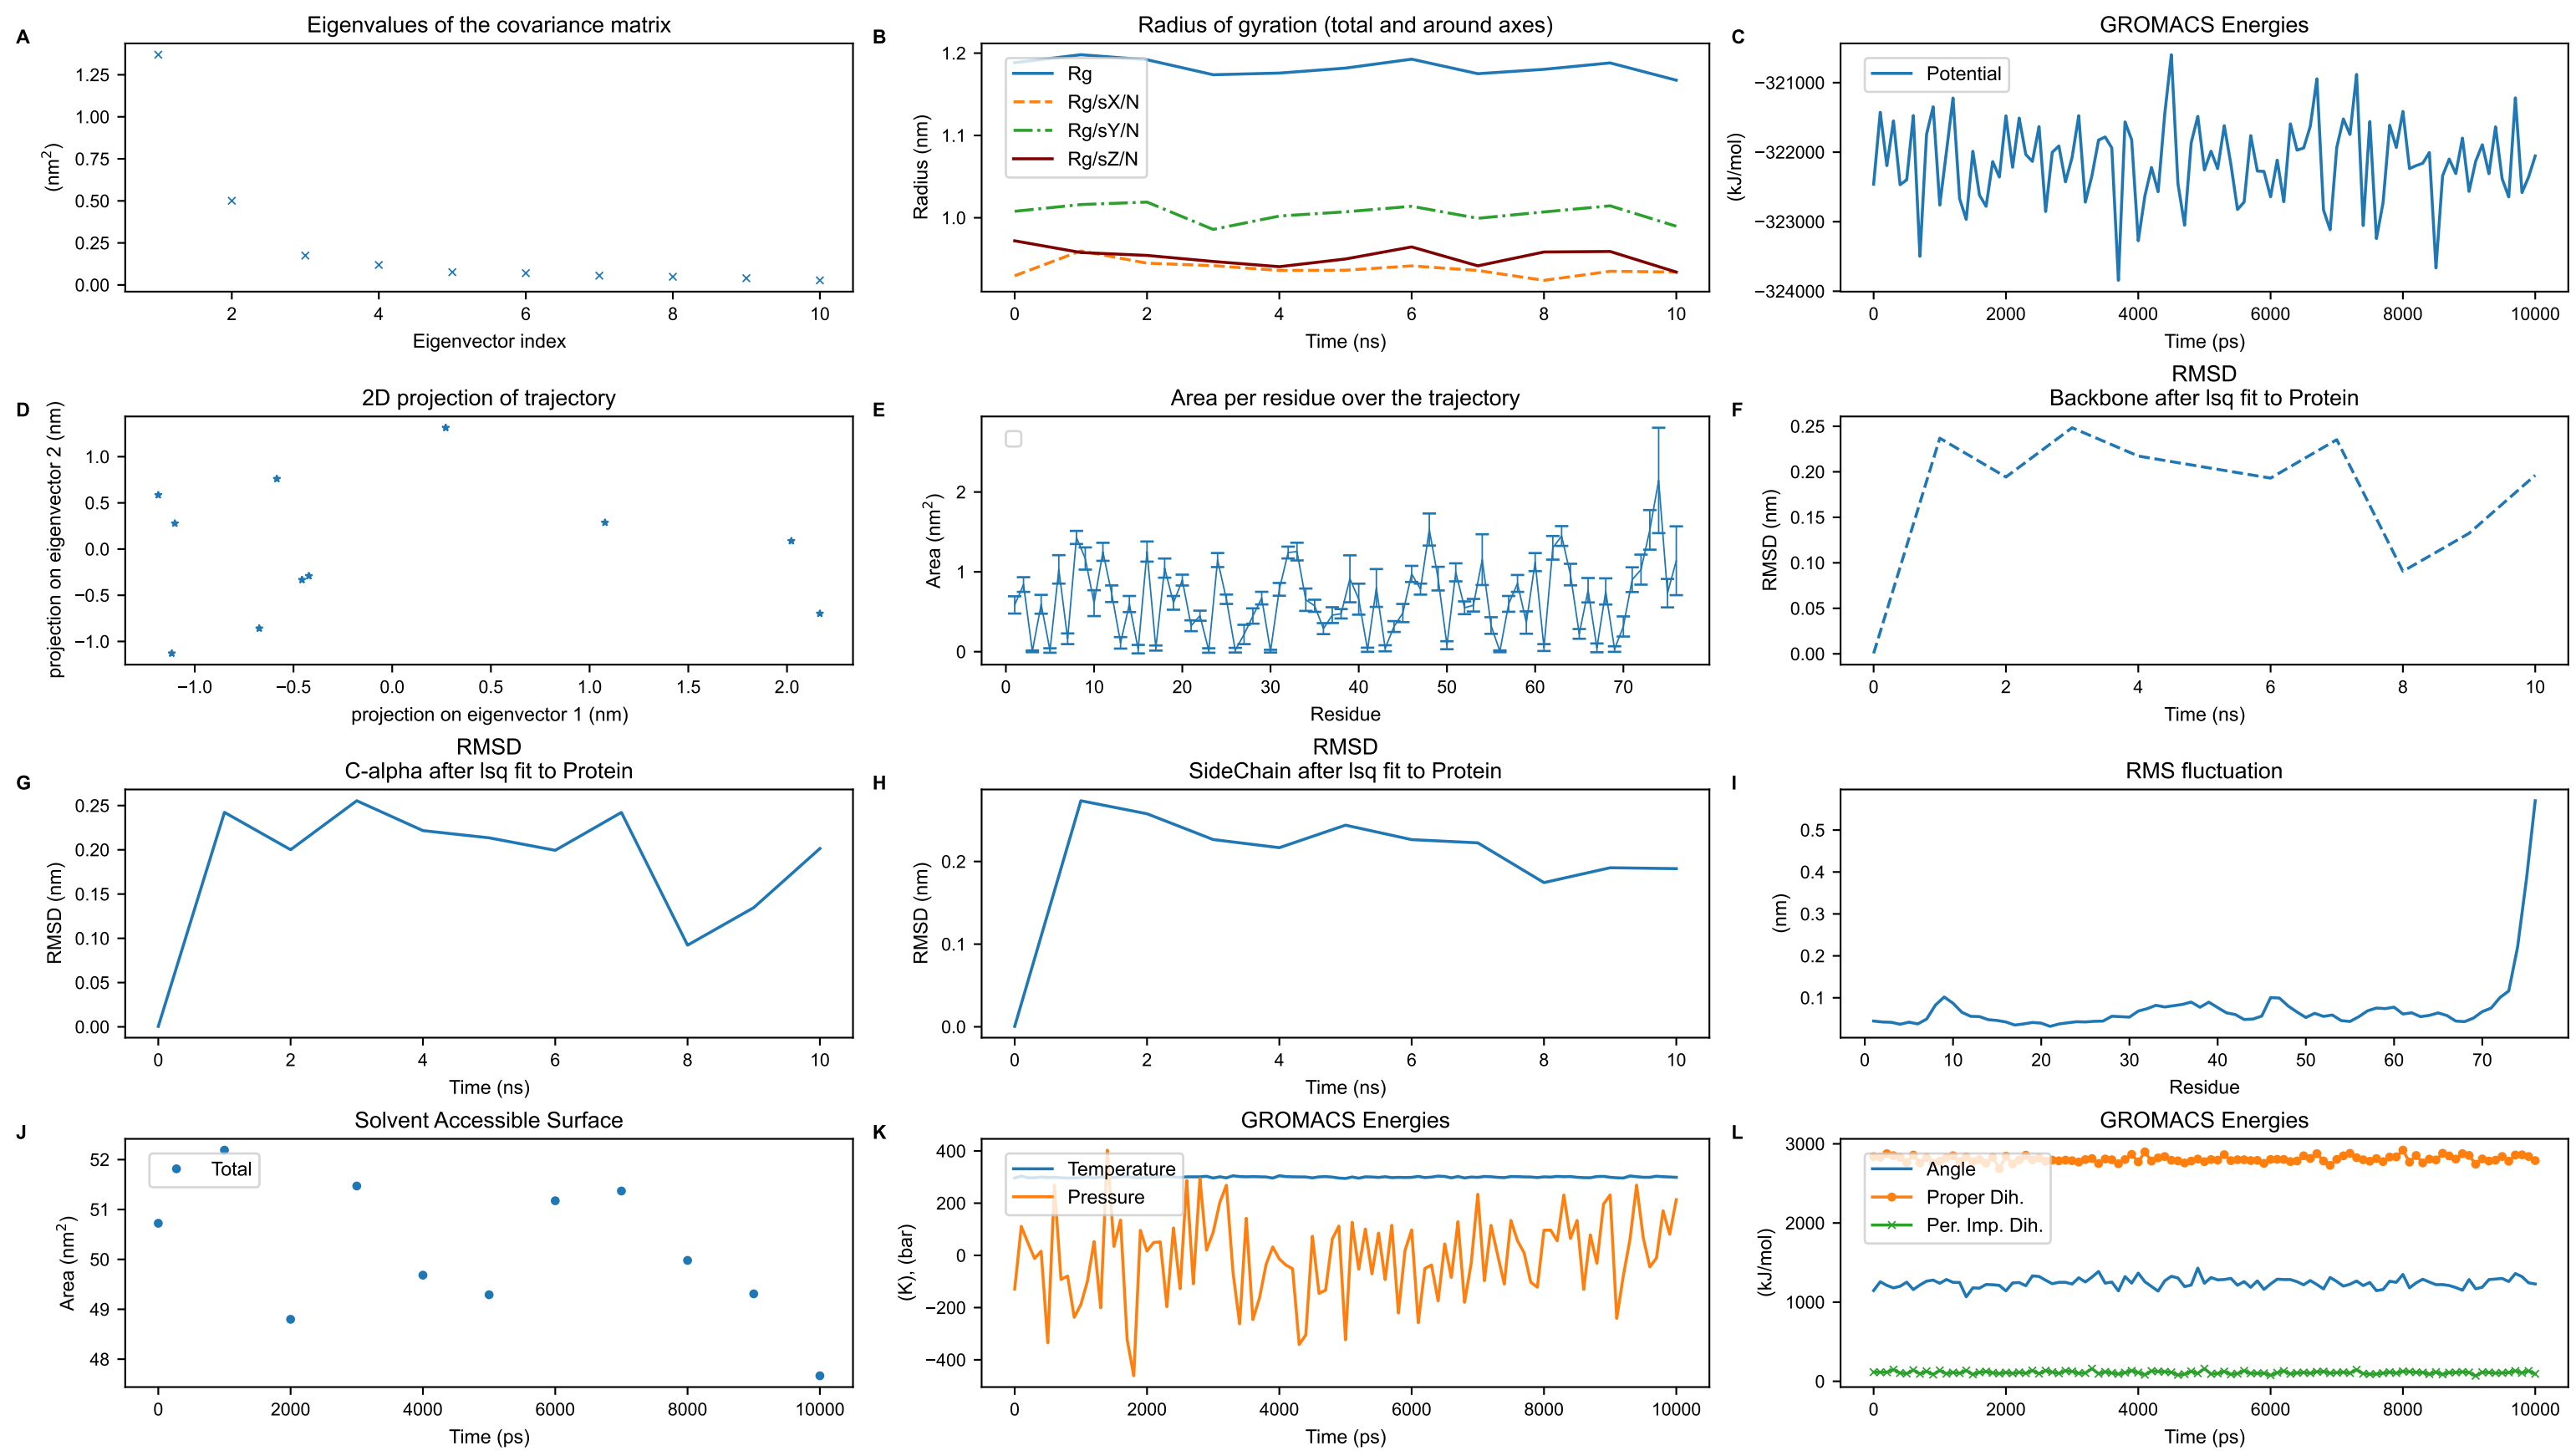 A
Eigenvalues of the covariance matrix
(nm²)
1.25
1.00
0.75
0.50
0.25
0.00
2 4 6 8 10
Eigenvector index
B
Radius of gyration (total and around axes)
Radius (nm)
1.2
1.1
1.0
Rg
Rg/sX/N
Rg/sY/N
Rg/sZ/N
0 2 4 6 8 10
Time (ns)
C
GROMACS Energies
(kJ/mol)
−321000
−322000
−323000
−324000
Potential
0 2000 4000 6000 8000 10000
Time (ps)
D
2D projection of trajectory
projection on eigenvector 2 (nm)
1.0
0.5
0.0
−0.5
−1.0
−1.0 −0.5 0.0 0.5 1.0 1.5 2.0
projection on eigenvector 1 (nm)
E
Area per residue over the trajectory
Area (nm²)
2
1
0
0 10 20 30 40 50 60 70
Residue
F
RMSD
Backbone after lsq fit to Protein
RMSD (nm)
0.25
0.20
0.15
0.10
0.05
0.00
0 2 4 6 8 10
Time (ns)
G
RMSD
C-alpha after lsq fit to Protein
RMSD (nm)
0.25
0.20
0.15
0.10
0.05
0.00
0 2 4 6 8 10
Time (ns)
H
RMSD
SideChain after lsq fit to Protein
RMSD (nm)
0.2
0.1
0.0
0 2 4 6 8 10
Time (ns)
I
RMS fluctuation
(nm)
0.5
0.4
0.3
0.2
0.1
0 10 20 30 40 50 60 70
Residue
J
Solvent Accessible Surface
Area (nm²)
52
51
50
49
48
Total
0 2000 4000 6000 8000 10000
Time (ps)
K
GROMACS Energies
(K), (bar)
400
200
0
−200
−400
Temperature
Pressure
0 2000 4000 6000 8000 10000
Time (ps)
L
GROMACS Energies
(kJ/mol)
3000
2000
1000
0
Angle
Proper Dih.
Per. Imp. Dih.
0 2000 4000 6000 8000 10000
Time (ps)